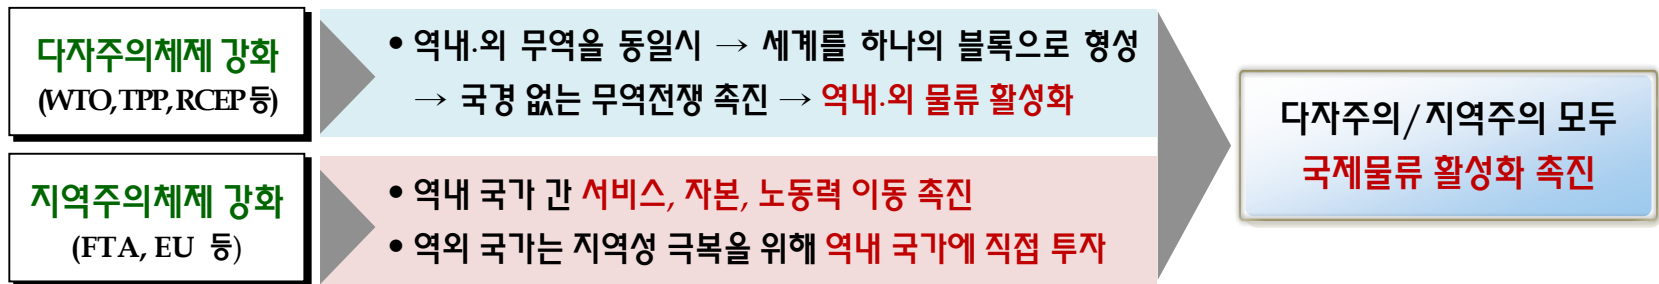 다자주의체제 강화
(WTO, TPP, RCEP 등)
• 역내·외 무역을 동일시 → 세계를 하나의 블록으로 형성
→ 국경 없는 무역전쟁 촉진 → 역내·외 물류 활성화
지역주의체제 강화
(FTA, EU 등)
• 역내 국가 간 서비스, 자본, 노동력 이동 촉진
• 역외 국가는 지역성 극복을 위해 역내 국가에 직접 투자
다자주의/지역주의 모두
국제물류 활성화 촉진